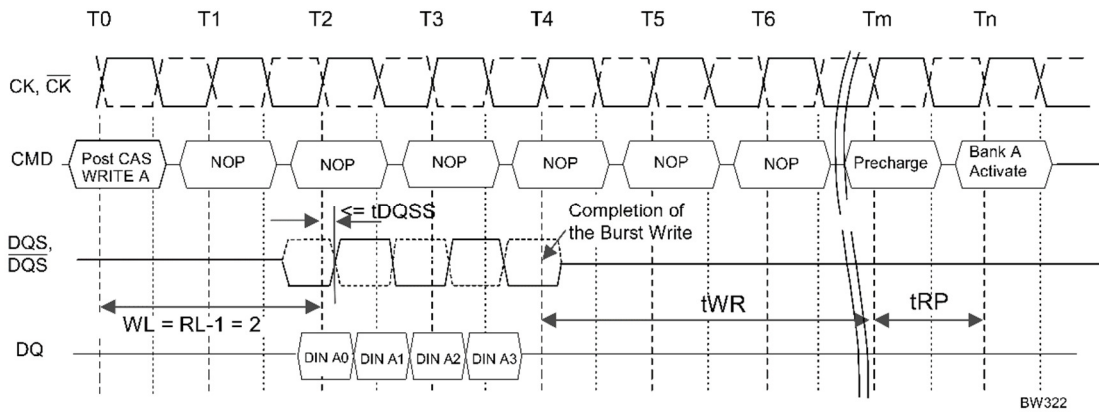 T0 T1 T2 T3 T4 T5 T6 Tm Tn
CK, C̅K̅
CMD Post CAS NOP NOP NOP NOP NOP NOP Precharge Bank A
WRITE A Activate
<= tDQSS Completion of
the Burst Write
DQS,
D̅Q̅S̅
WL = RL-1 = 2 tWR tRP
DQ DIN A0 DIN A1 DIN A2 DIN A3
BW322